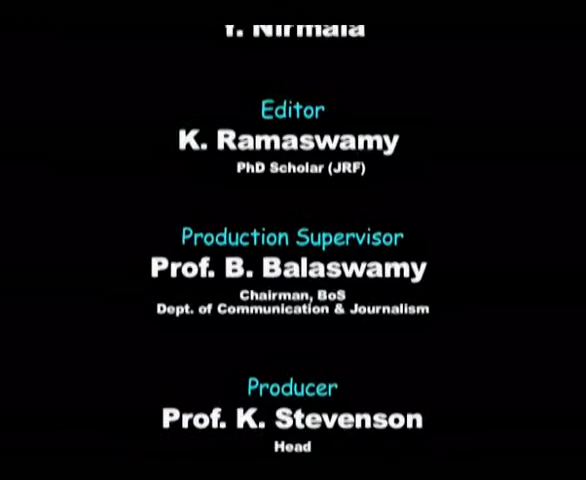 Y. Nirmala
Editor
K. Ramaswamy
PhD Scholar (JRF)
Production Supervisor
Prof. B. Balaswamy
Chairman, BoS
Dept. of Communication & Journalism
Producer
Prof. K. Stevenson
Head